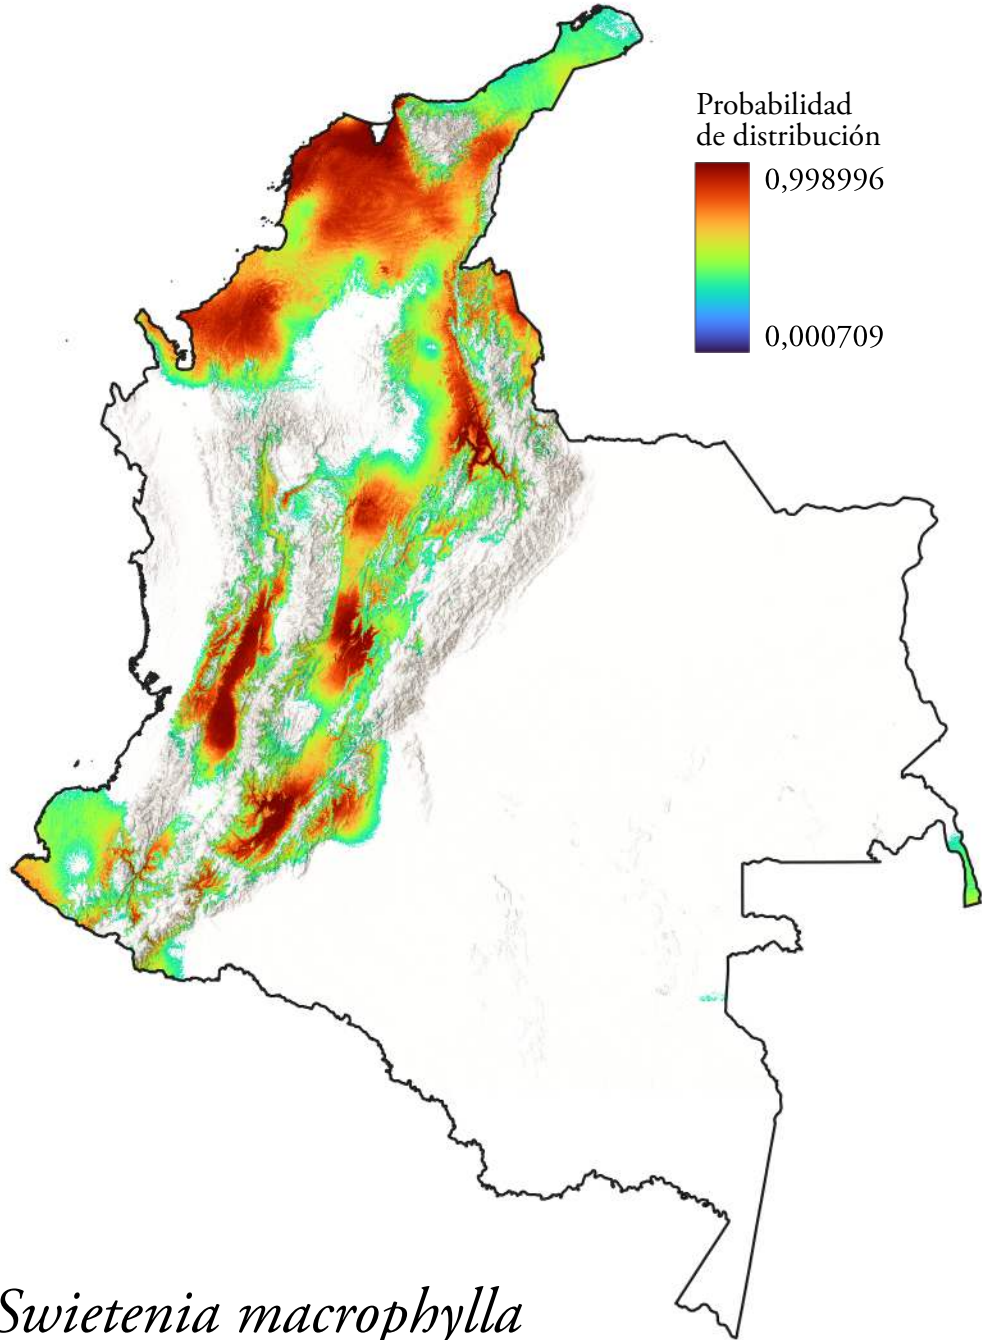 Probabilidad
de distribución
0,998996
0,000709
Swietenia macrophylla